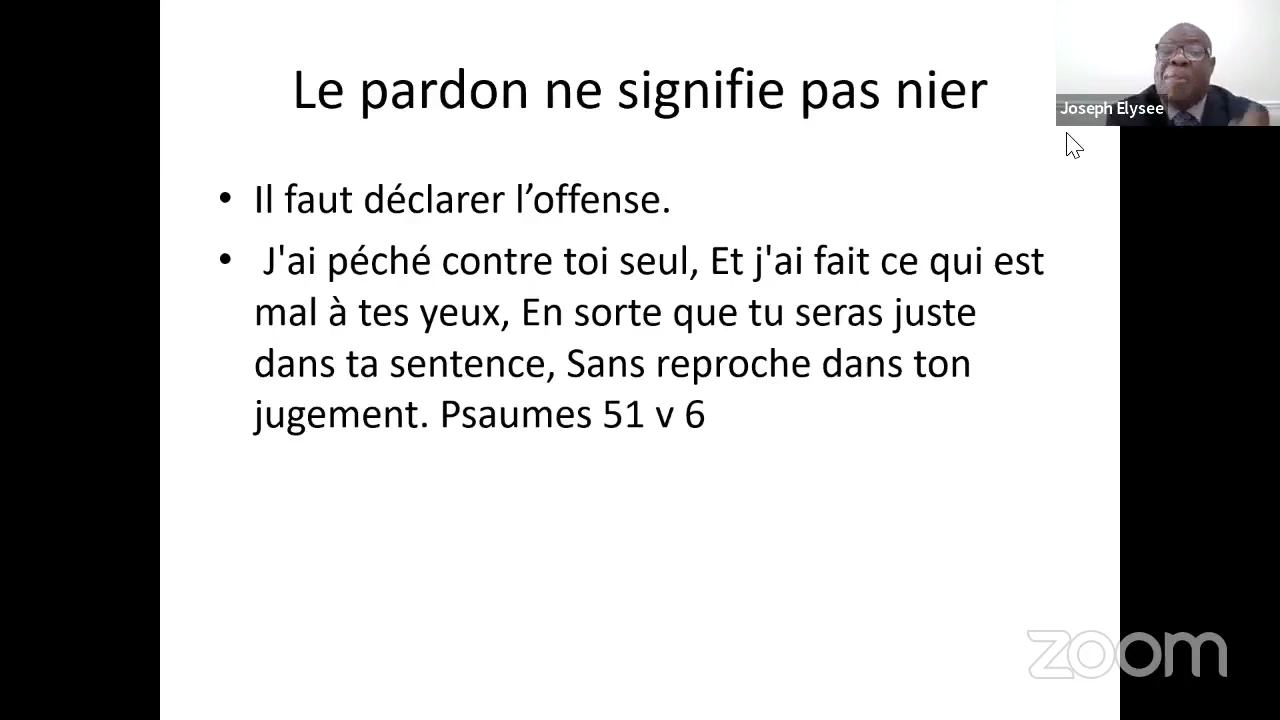 Le pardon ne signifie pas nier
Joseph Elysee
• Il faut déclarer l’offense.
• J'ai péché contre toi seul, Et j'ai fait ce qui est
mal à tes yeux, En sorte que tu seras juste
dans ta sentence, Sans reproche dans ton
jugement. Psaumes 51 v 6
zoom